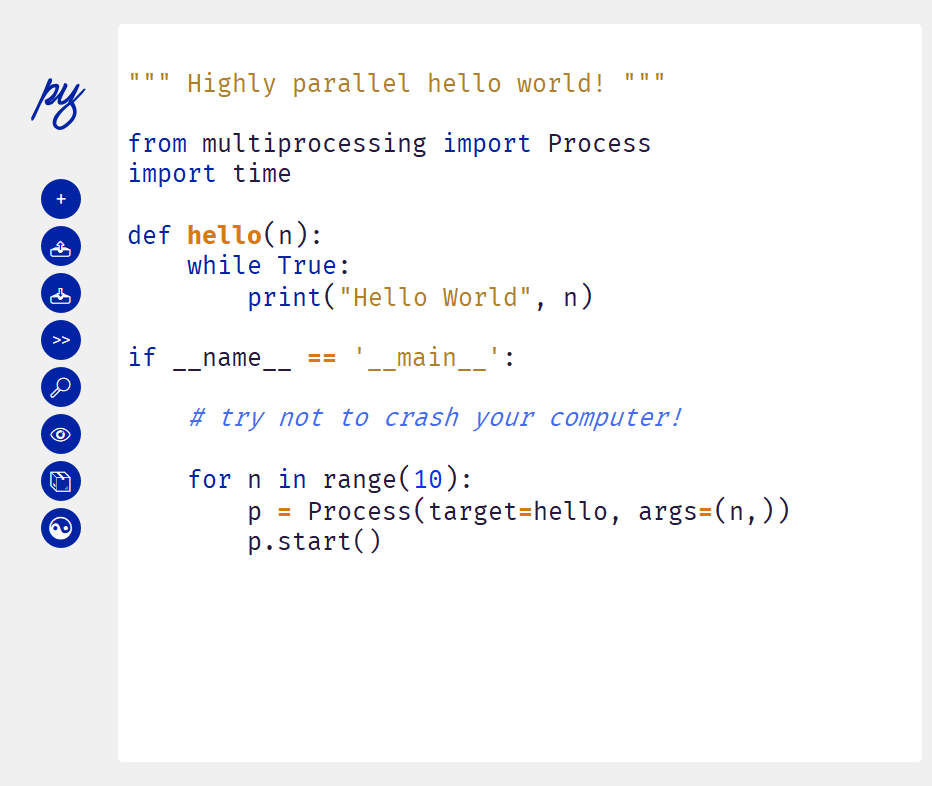 py
+
>>
""" Highly parallel hello world! """
from multiprocessing import Process
import time
def hello(n):
    while True:
        print("Hello World", n)
if __name__ == '__main__':
    # try not to crash your computer!
    for n in range(10):
        p = Process(target=hello, args=(n,))
        p.start()